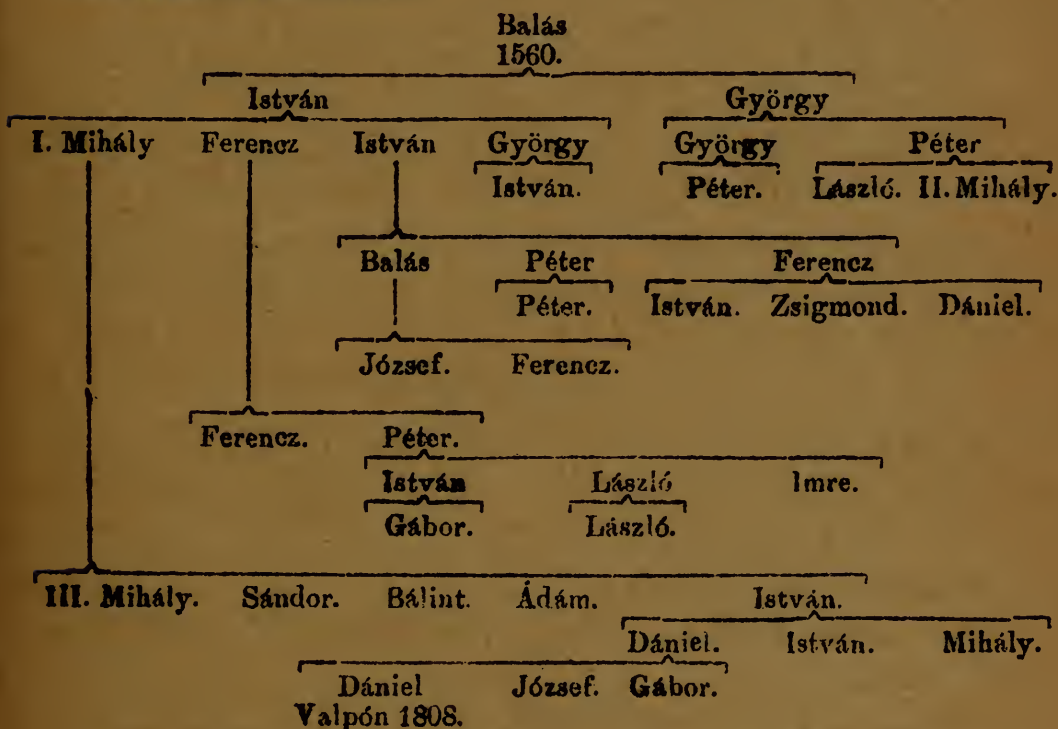 Balás
1560.
István György
I. Mihály Ferencz István György György Péter
István. Péter. László. II. Mihály.
Balás Péter Ferencz
Péter. István. Zsigmond. Dániel.
József. Ferencz.
Ferencz. Péter.
István László Imre.
Gábor. László.
III. Mihály. Sándor. Bálint. Ádám. István.
Dániel. István. Mihály.
Dániel József. Gábor.
Valpón 1808.